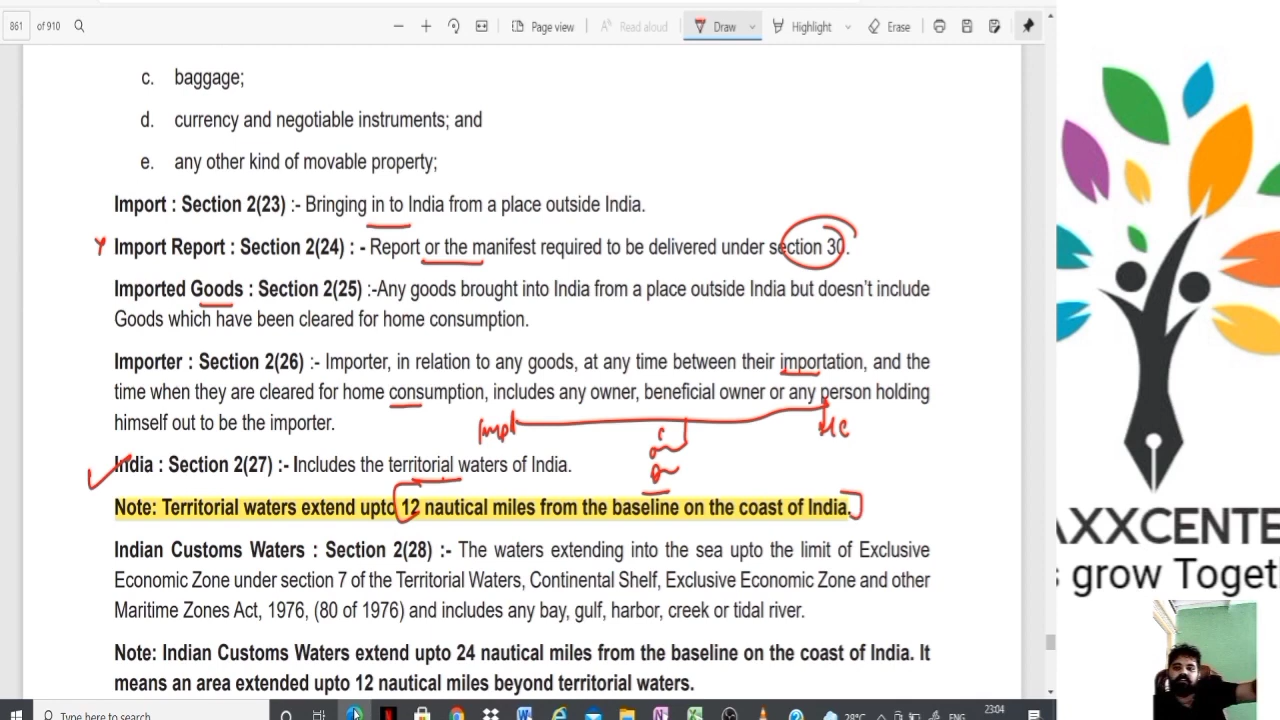 861 of 910 Page view Read aloud Draw Highlight Erase
c. baggage;
d. currency and negotiable instruments; and
e. any other kind of movable property;
Import : Section 2(23) :- Bringing in to India from a place outside India.
Import Report : Section 2(24) : - Report or the manifest required to be delivered under section 30.
Imported Goods : Section 2(25) :-Any goods brought into India from a place outside India but doesn't include
Goods which have been cleared for home consumption.
Importer : Section 2(26) :- Importer, in relation to any goods, at any time between their importation, and the
time when they are cleared for home consumption, includes any owner, beneficial owner or any person holding
himself out to be the importer.
Impt HC
India : Section 2(27) :- Includes the territorial waters of India.
Note: Territorial waters extend upto 12 nautical miles from the baseline on the coast of India.
Indian Customs Waters : Section 2(28) :- The waters extending into the sea upto the limit of Exclusive
Economic Zone under section 7 of the Territorial Waters, Continental Shelf, Exclusive Economic Zone and other
Maritime Zones Act, 1976, (80 of 1976) and includes any bay, gulf, harbor, creek or tidal river.
Note: Indian Customs Waters extend upto 24 nautical miles from the baseline on the coast of India. It
means an area extended upto 12 nautical miles beyond territorial waters.
AXXCENTE
s grow Togeth
Type here to search 28°C ENG 23:04